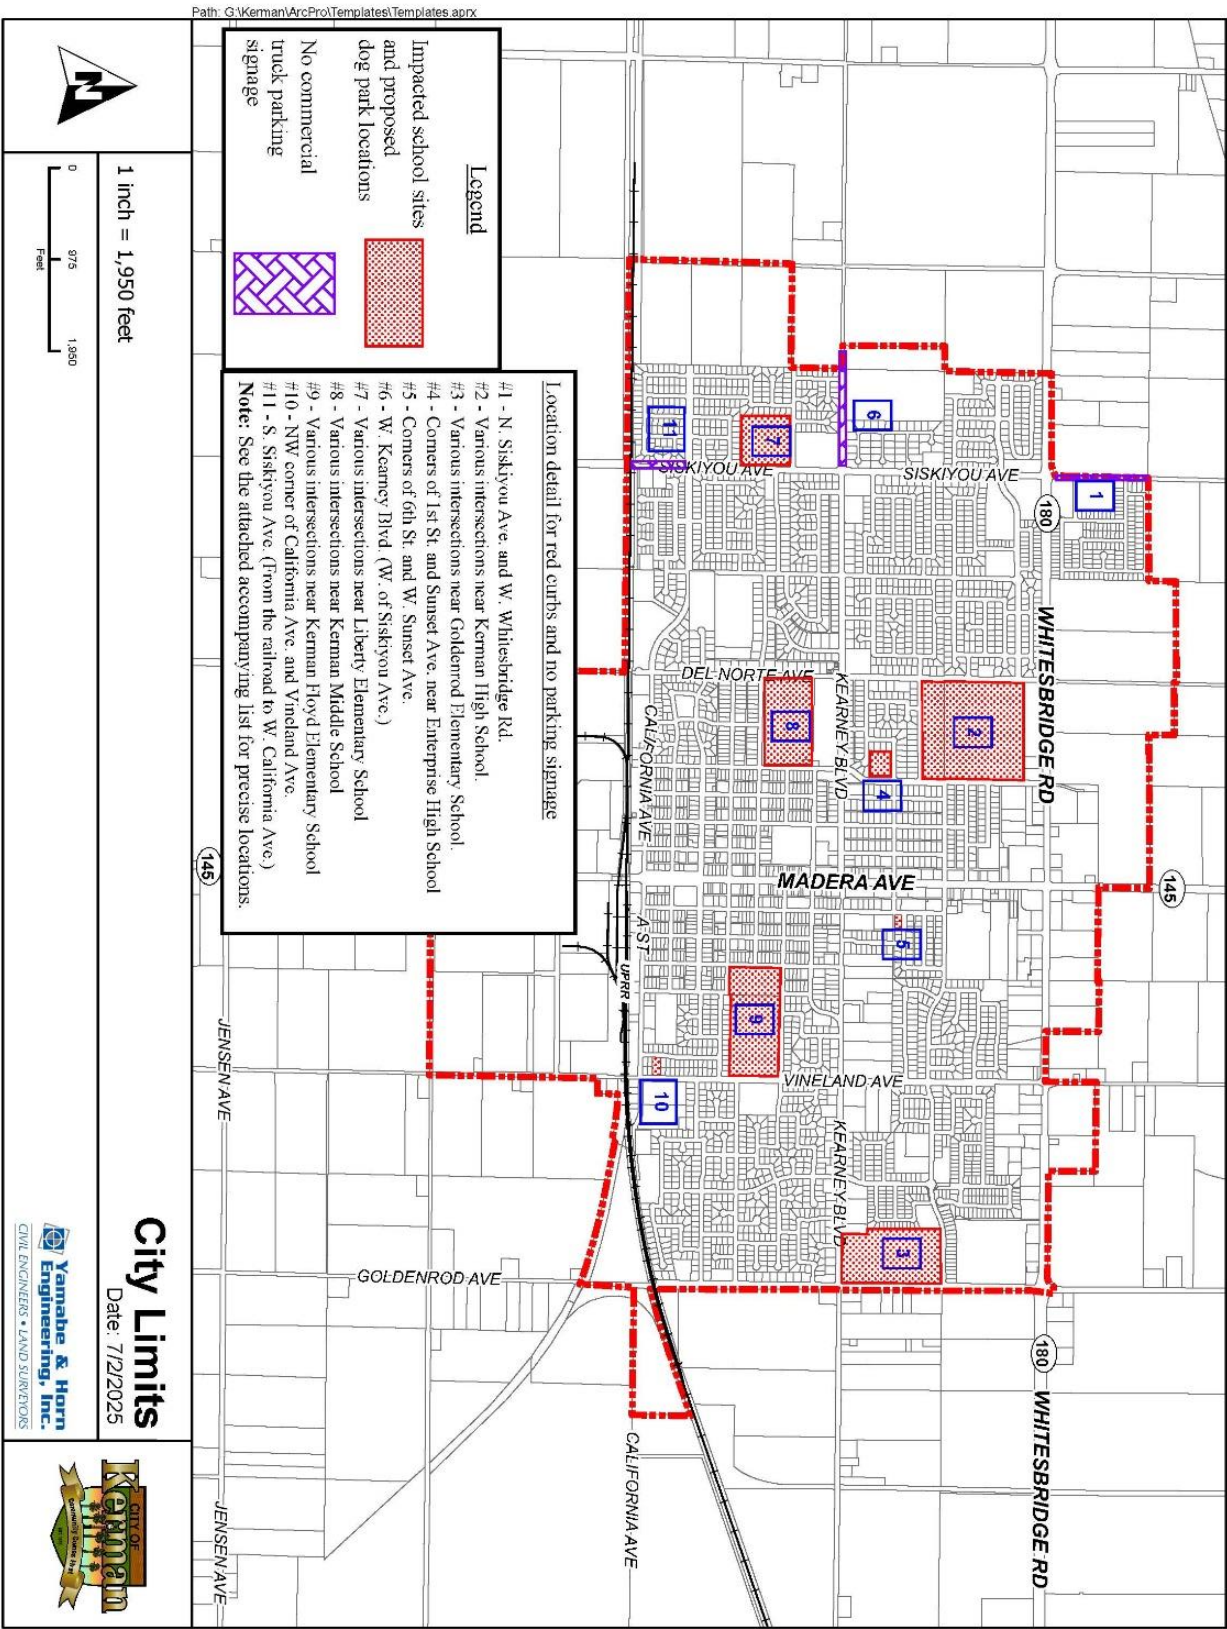 Path: G:\Kerman\ArcPro\Templates\Templates.aprx
Legend
Impacted school sites
and proposed
dog park locations
No commercial
truck parking
signage
Location detail for red curbs and no parking signage
#1 - N. Siskiyou Ave. and W. Whitesbridge Rd.
#2 - Various intersections near Kerman High School.
#3 - Various intersections near Goldenrod Elementary School.
#4 - Corners of 1st St. and Sunset Ave. near Enterprise High School
#5 - Corners of 6th St. and W. Sunset Ave.
#6 - W. Kearney Blvd. (W. of Siskiyou Ave.)
#7 - Various intersections near Liberty Elementary School
#8 - Various intersections near Kerman Middle School
#9 - Various intersections near Kerman Floyd Elementary School
#10 - NW corner of California Ave. and Vineland Ave.
#11 - S. Siskiyou Ave. (From the railroad to W. California Ave.)
Note: See the attached accompanying list for precise locations.
1
180
SISKIYOU AVE
6
SISKIYOU AVE
7
11
WHITESBRIDGE RD
2
DEL NORTE AVE
KEARNEY BLVD
8
CALIFORNIA AVE
4
145
MADERA AVE
145
5
A ST
UPRR
9
VINELAND AVE
10
KEARNEY BLVD
3
GOLDENROD AVE
JENSEN AVE
180
WHITESBRIDGE RD
CALIFORNIA AVE
JENSEN AVE
N
1 inch = 1,950 feet
0
975
1,950
Feet
City Limits
Date: 7/2/2025
Yamabe & Horn
Engineering, Inc.
CIVIL ENGINEERS • LAND SURVEYORS
CITY OF
Kerman